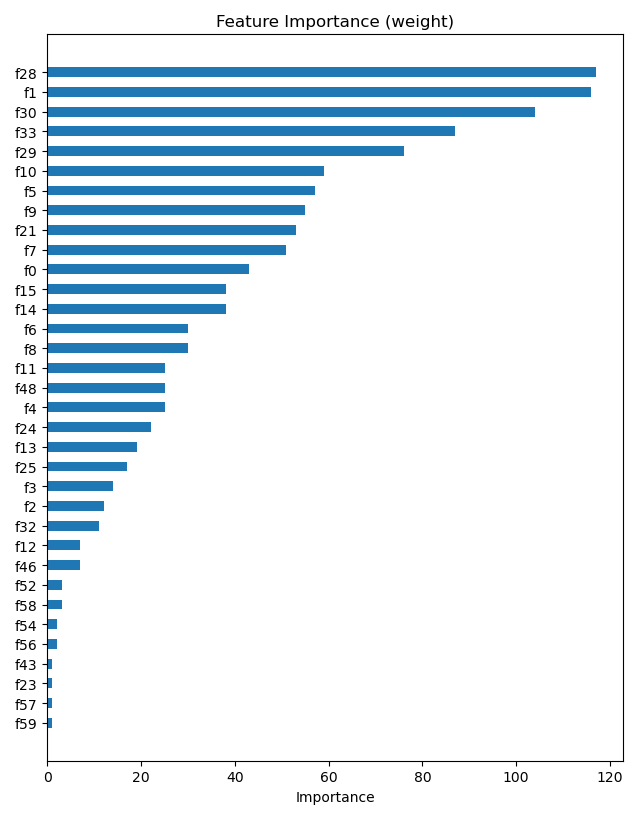 Feature Importance (weight)
f28
f1
f30
f33
f29
f10
f5
f9
f21
f7
f0
f15
f14
f6
f8
f11
f48
f4
f24
f13
f25
f3
f2
f32
f12
f46
f52
f58
f54
f56
f43
f23
f57
f59
0 20 40 60 80 100 120
Importance